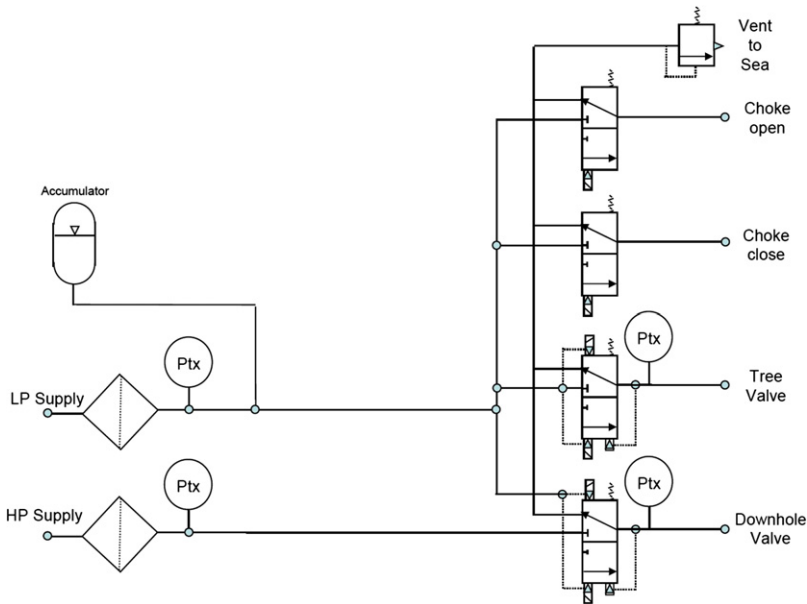 Vent
to
Sea
Choke
open
Accumulator
Choke
close
Ptx
Ptx
LP Supply
Tree
Valve
Ptx
Ptx
HP Supply
Downhole
Valve